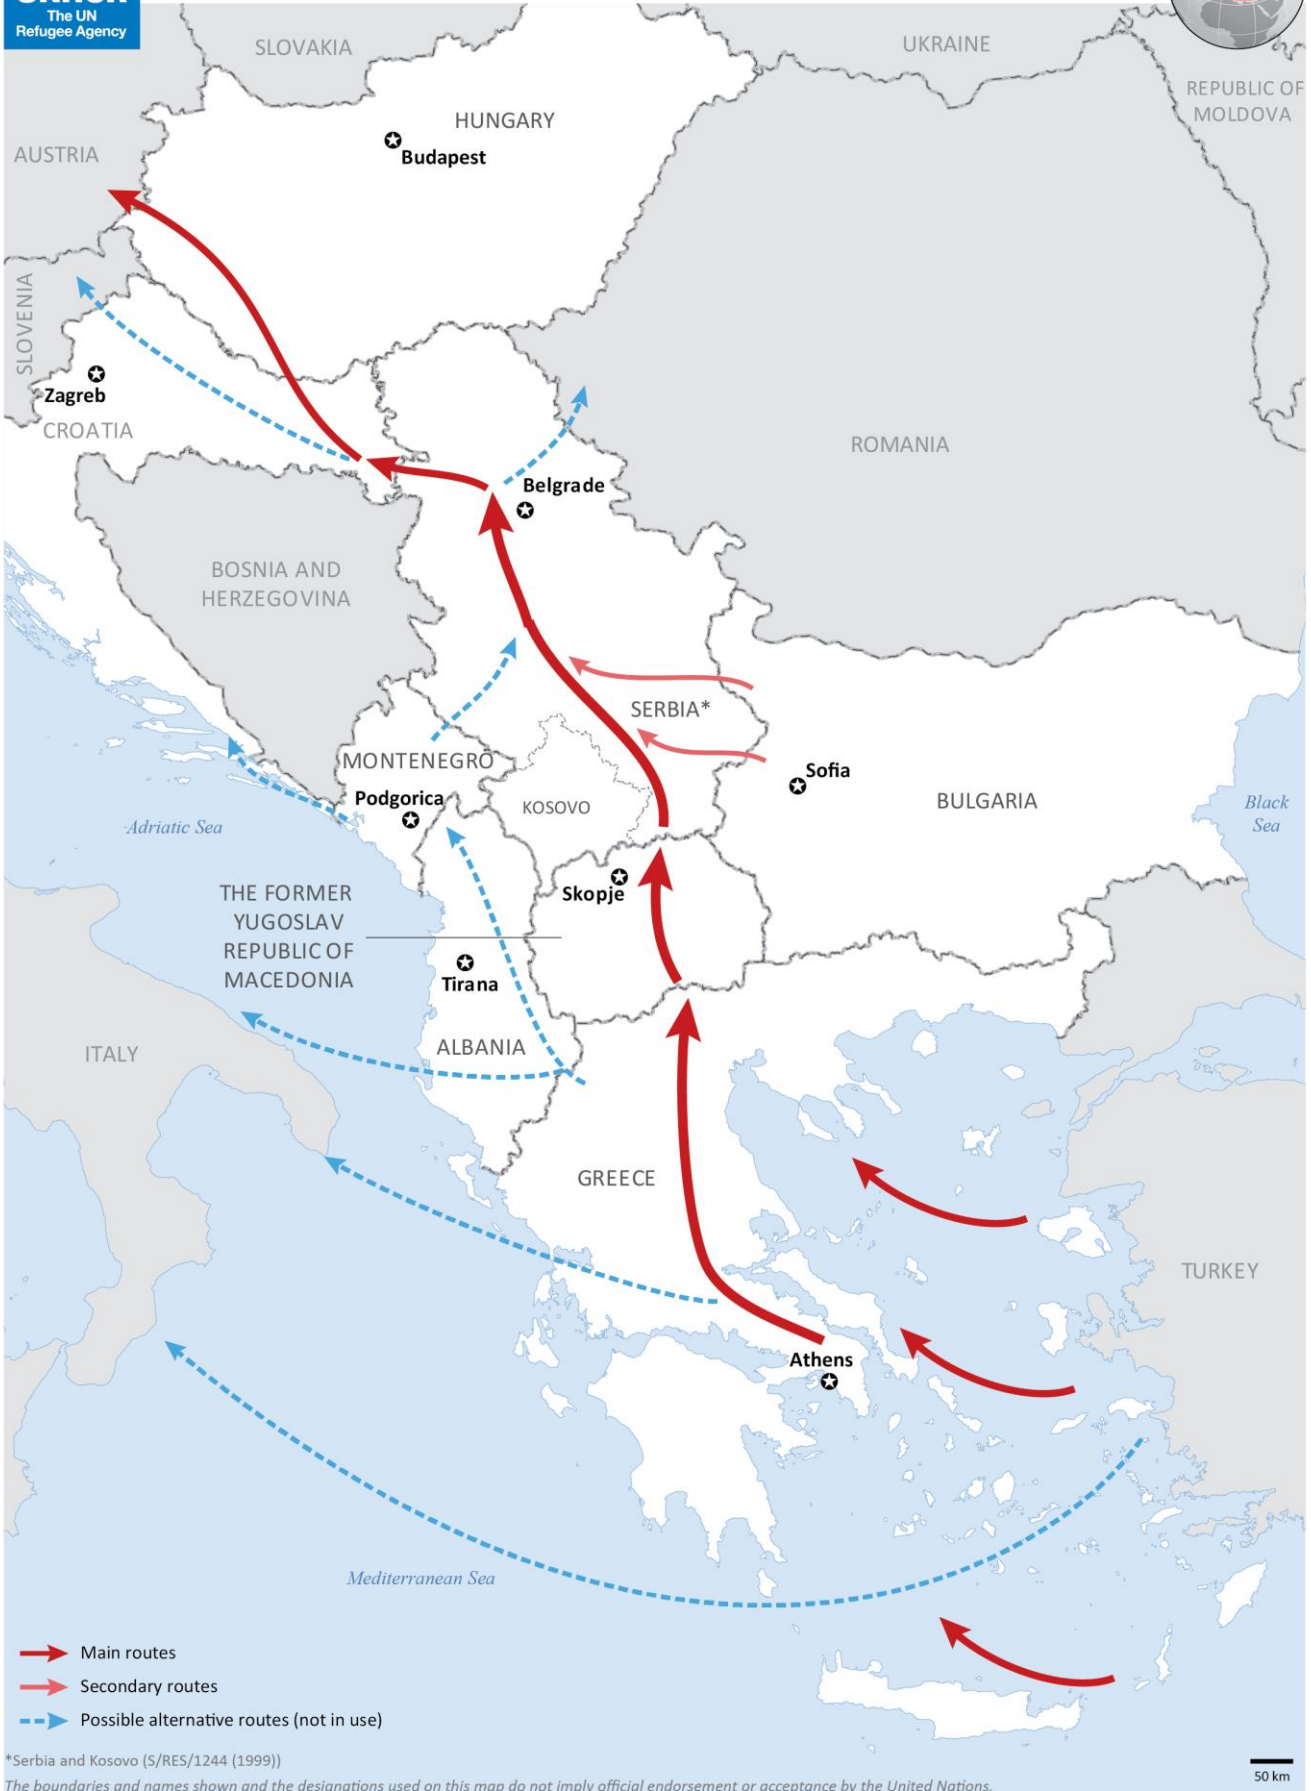 The UN
Refugee Agency
SLOVAKIA
UKRAINE
REPUBLIC OF
MOLDOVA
HUNGARY
Budapest
AUSTRIA
SLOVENIA
Zagreb
CROATIA
ROMANIA
Belgrade
BOSNIA AND
HERZEGOVINA
SERBIA*
MONTENEGRO
Podgorica
KOSOVO
Sofia
BULGARIA
Black
Sea
Adriatic Sea
Skopje
THE FORMER
YUGOSLAV
REPUBLIC OF
MACEDONIA
Tirana
ALBANIA
ITALY
GREECE
TURKEY
Athens
Mediterranean Sea
Main routes
Secondary routes
Possible alternative routes (not in use)
*Serbia and Kosovo (S/RES/1244 (1999))
50 km
The boundaries and names shown and the designations used on this map do not imply official endorsement or acceptance by the United Nations.